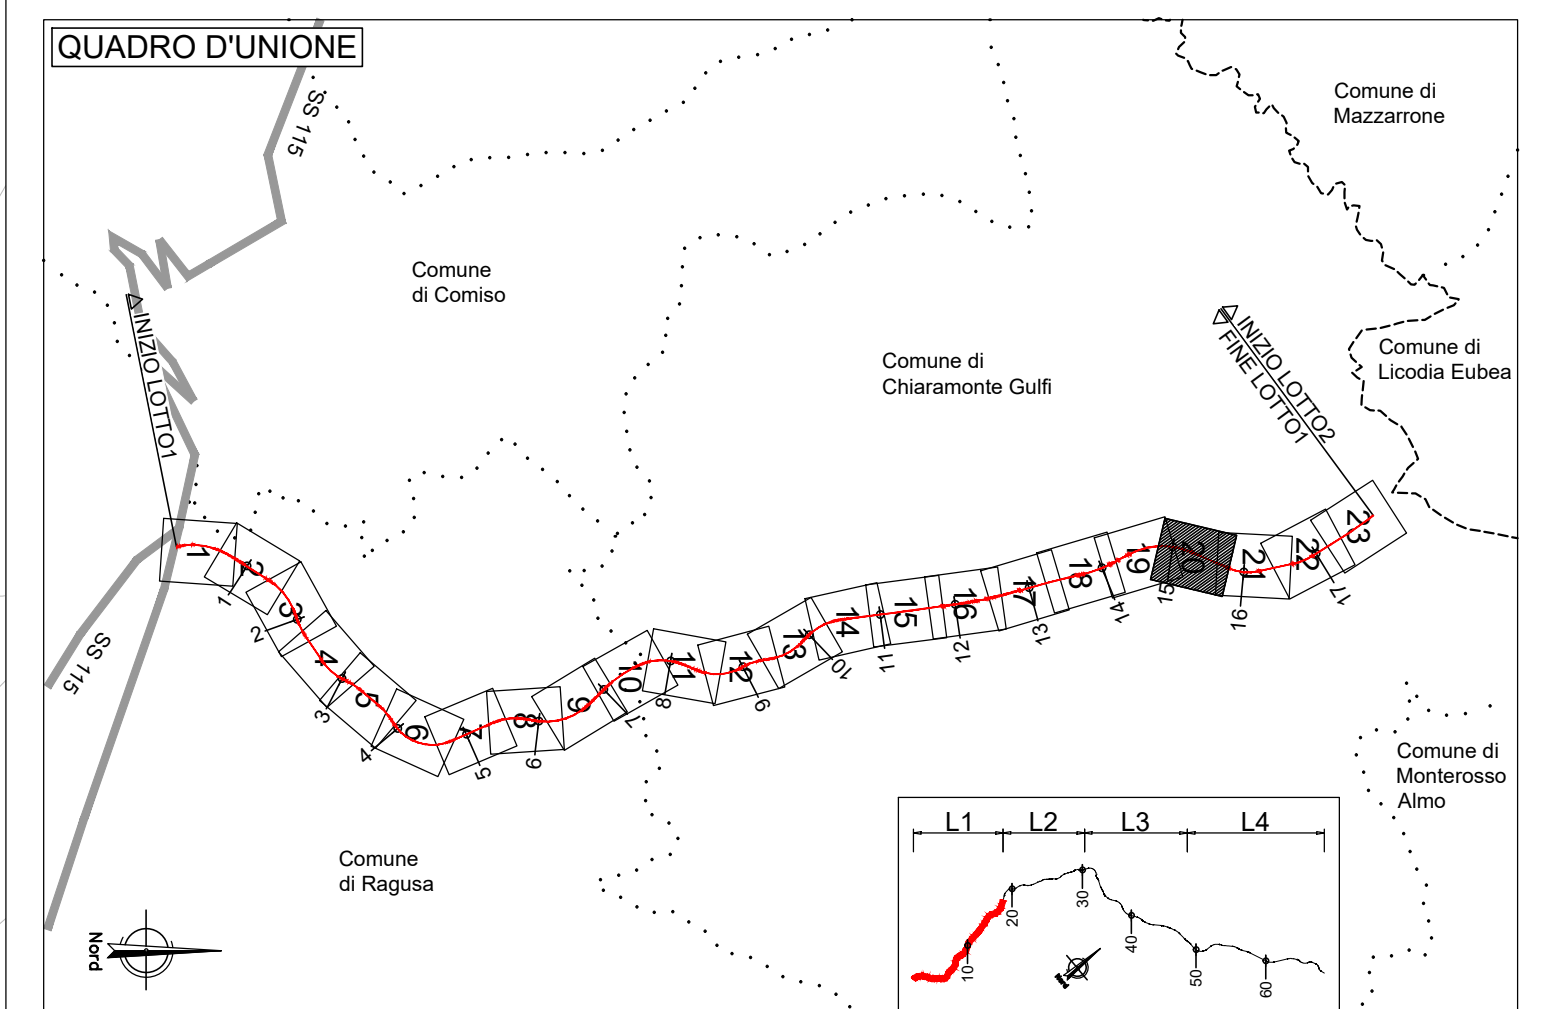 QUADRO D'UNIONE
SS 115
Comune di
Mazzarrone
Comune
di Comiso
INIZIO LOTTO1
Comune di
Chiaramonte Gulfi
INIZIO LOTTO2
FINE LOTTO1
Comune di
Licodia Eubea
1
2
3
4
5
6
7
8
9
10
11
12
13
14
15
16
17
18
19
20
21
22
23
1
2
3
4
5
6
7
8
9
10
11
12
13
14
15
16
17
SS 115
Comune
di Ragusa
Comune di
Monterosso
Almo
Nord
L1
L2
L3
L4
10
20
30
40
50
60
Nord